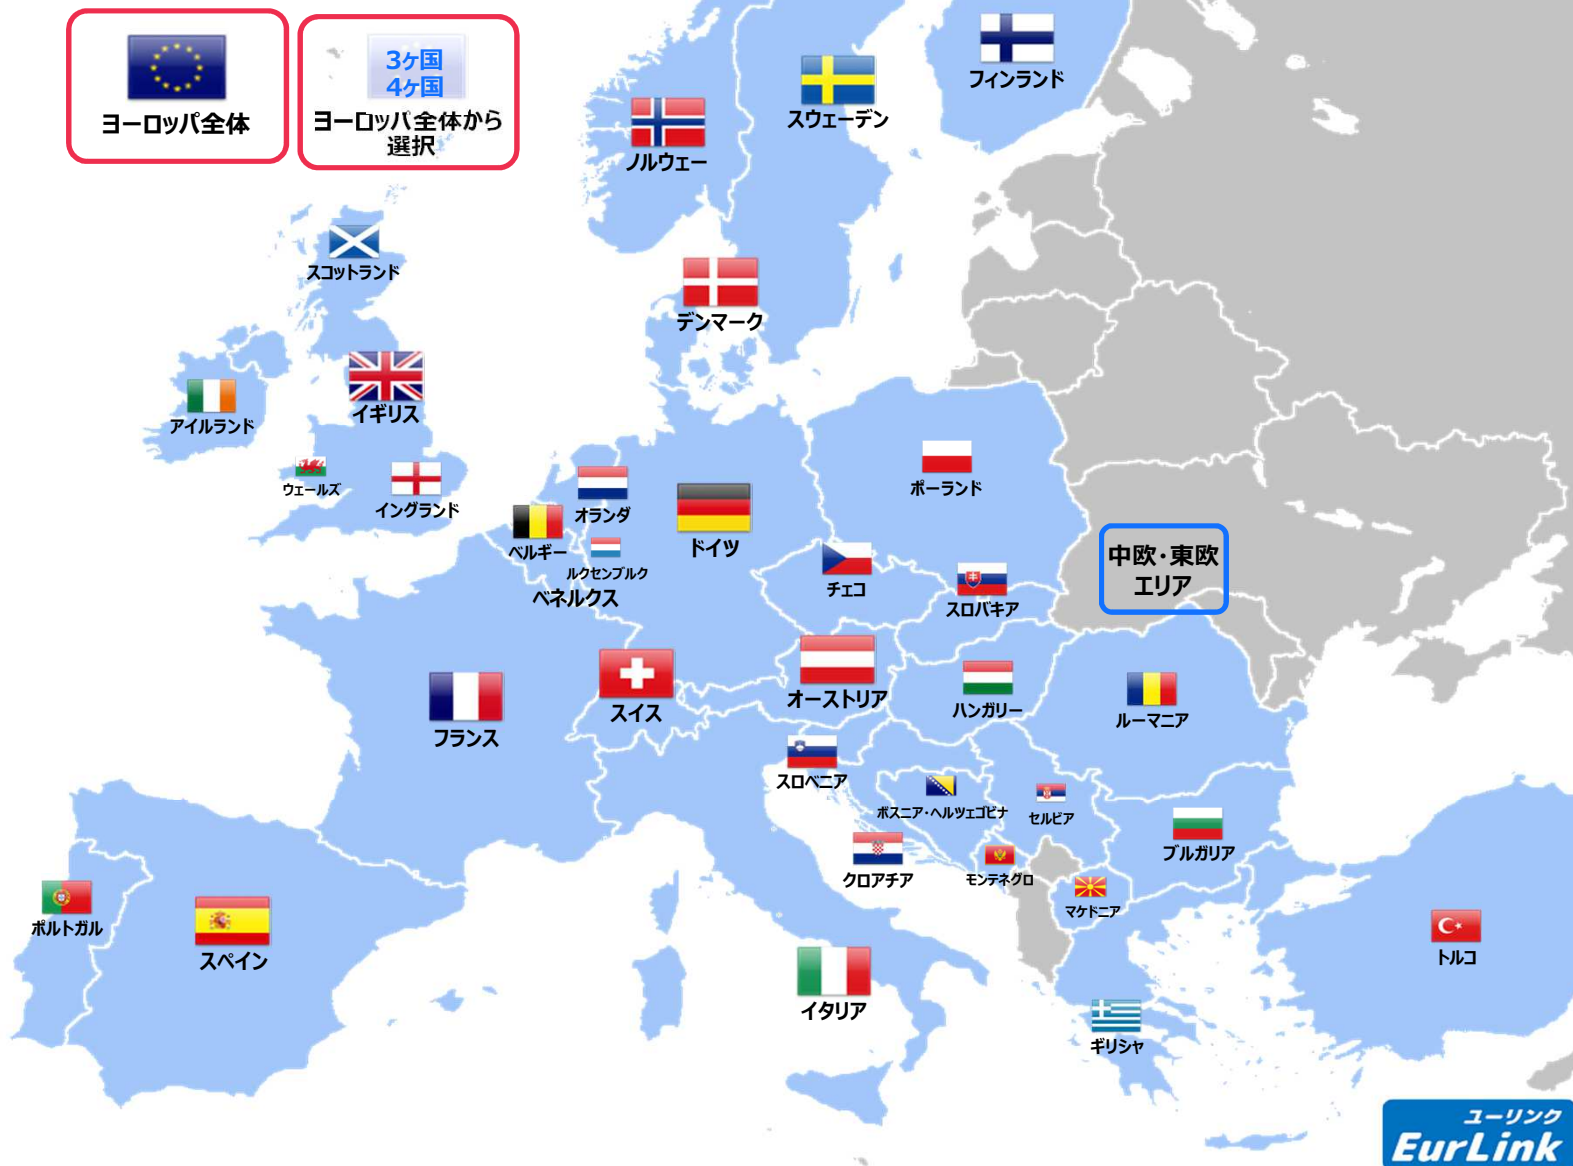 3ケ国
4ケ国
ヨーロッパ全体
ヨーロッパ全体から
選択
フィンランド
スウェーデン
ノルウェー
スコットランド
デンマーク
イギリス
アイルランド
ウェールズ
イングランド
オランダ
ベルギー
ルクセンブルク
ベネルクス
ドイツ
ポーランド
チェコ
スロバキア
中欧・東欧
エリア
オーストリア
ハンガリー
ルーマニア
スイス
フランス
スロベニア
ボスニア・ヘルツェゴビナ
セルビア
ブルガリア
クロアチア
モンテネグロ
マケドニア
ポルトガル
スペイン
イタリア
トルコ
ギリシャ
ユーリンク
EurLink